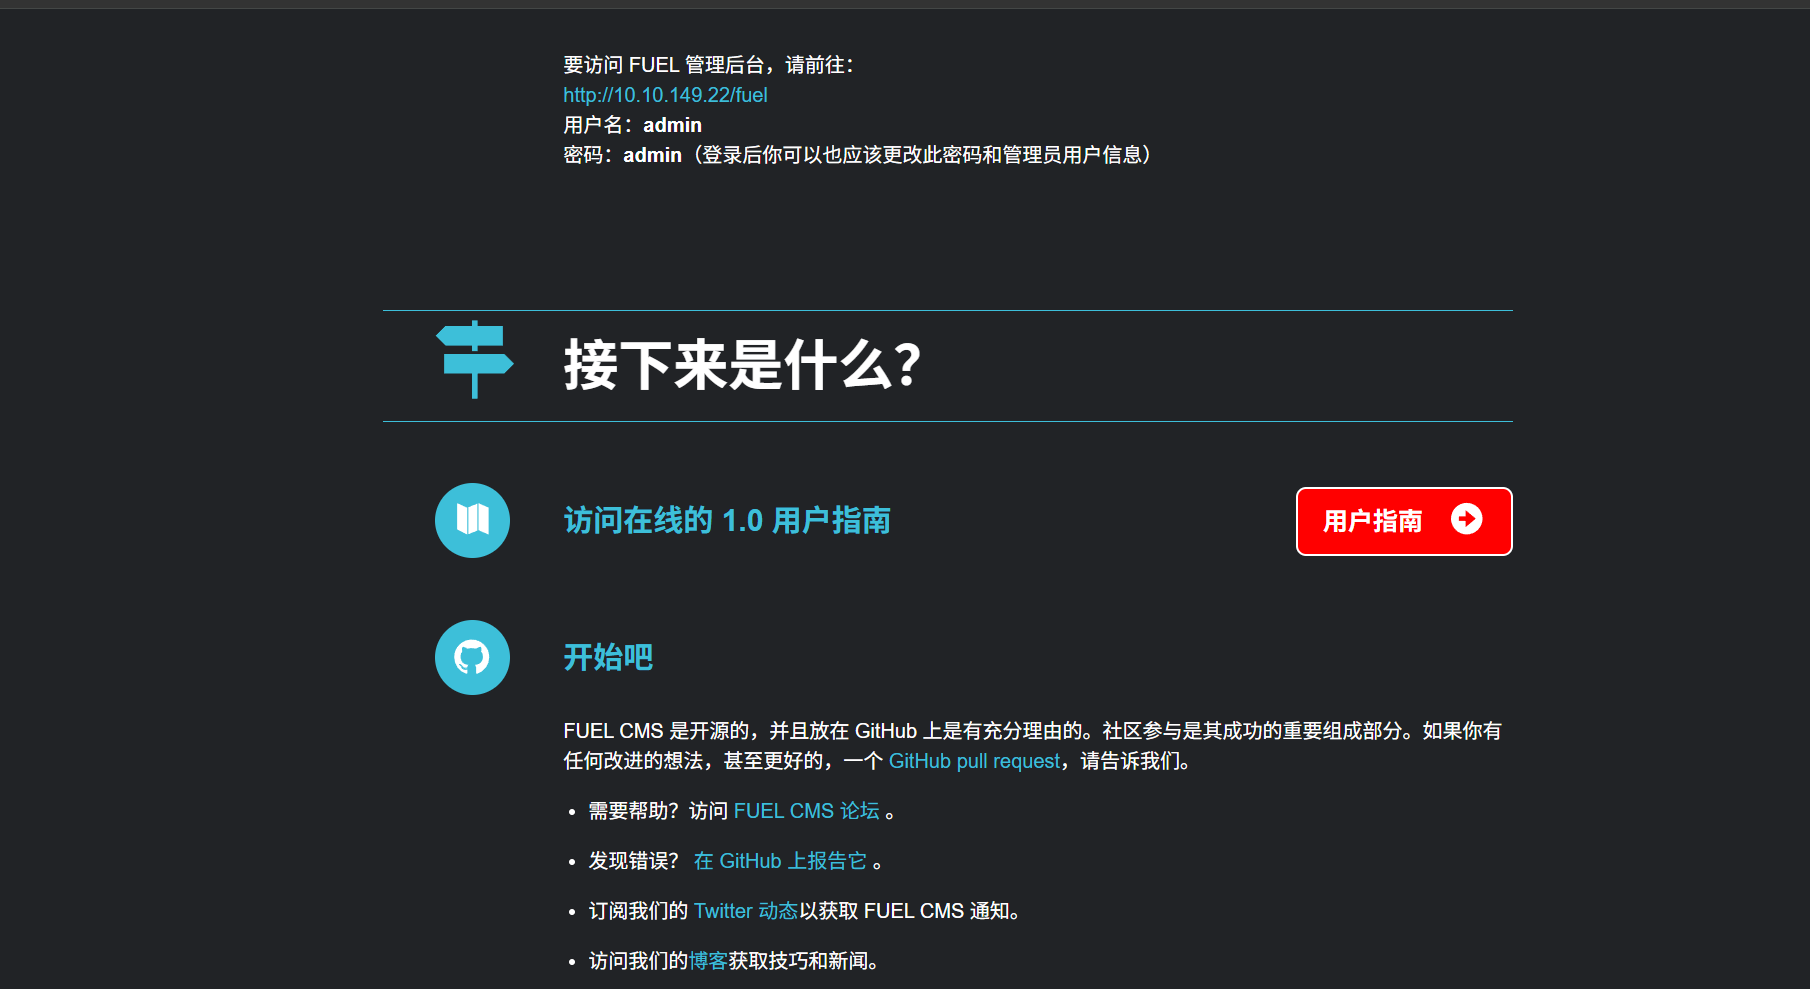 要访问 FUEL 管理后台，请前往：
http://10.10.149.22/fuel
用户名：admin
密码：admin（登录后你可以也应该更改此密码和管理员用户信息）
接下来是什么？
访问在线的 1.0 用户指南
用户指南
开始吧
FUEL CMS 是开源的，并且放在 GitHub 上是有充分理由的。社区参与是其成功的重要组成部分。如果你有
任何改进的想法，甚至更好的，一个 GitHub pull request，请告诉我们。
• 需要帮助？访问 FUEL CMS 论坛 。
• 发现错误？ 在 GitHub 上报告它 。
• 订阅我们的 Twitter 动态以获取 FUEL CMS 通知。
• 访问我们的博客获取技巧和新闻。